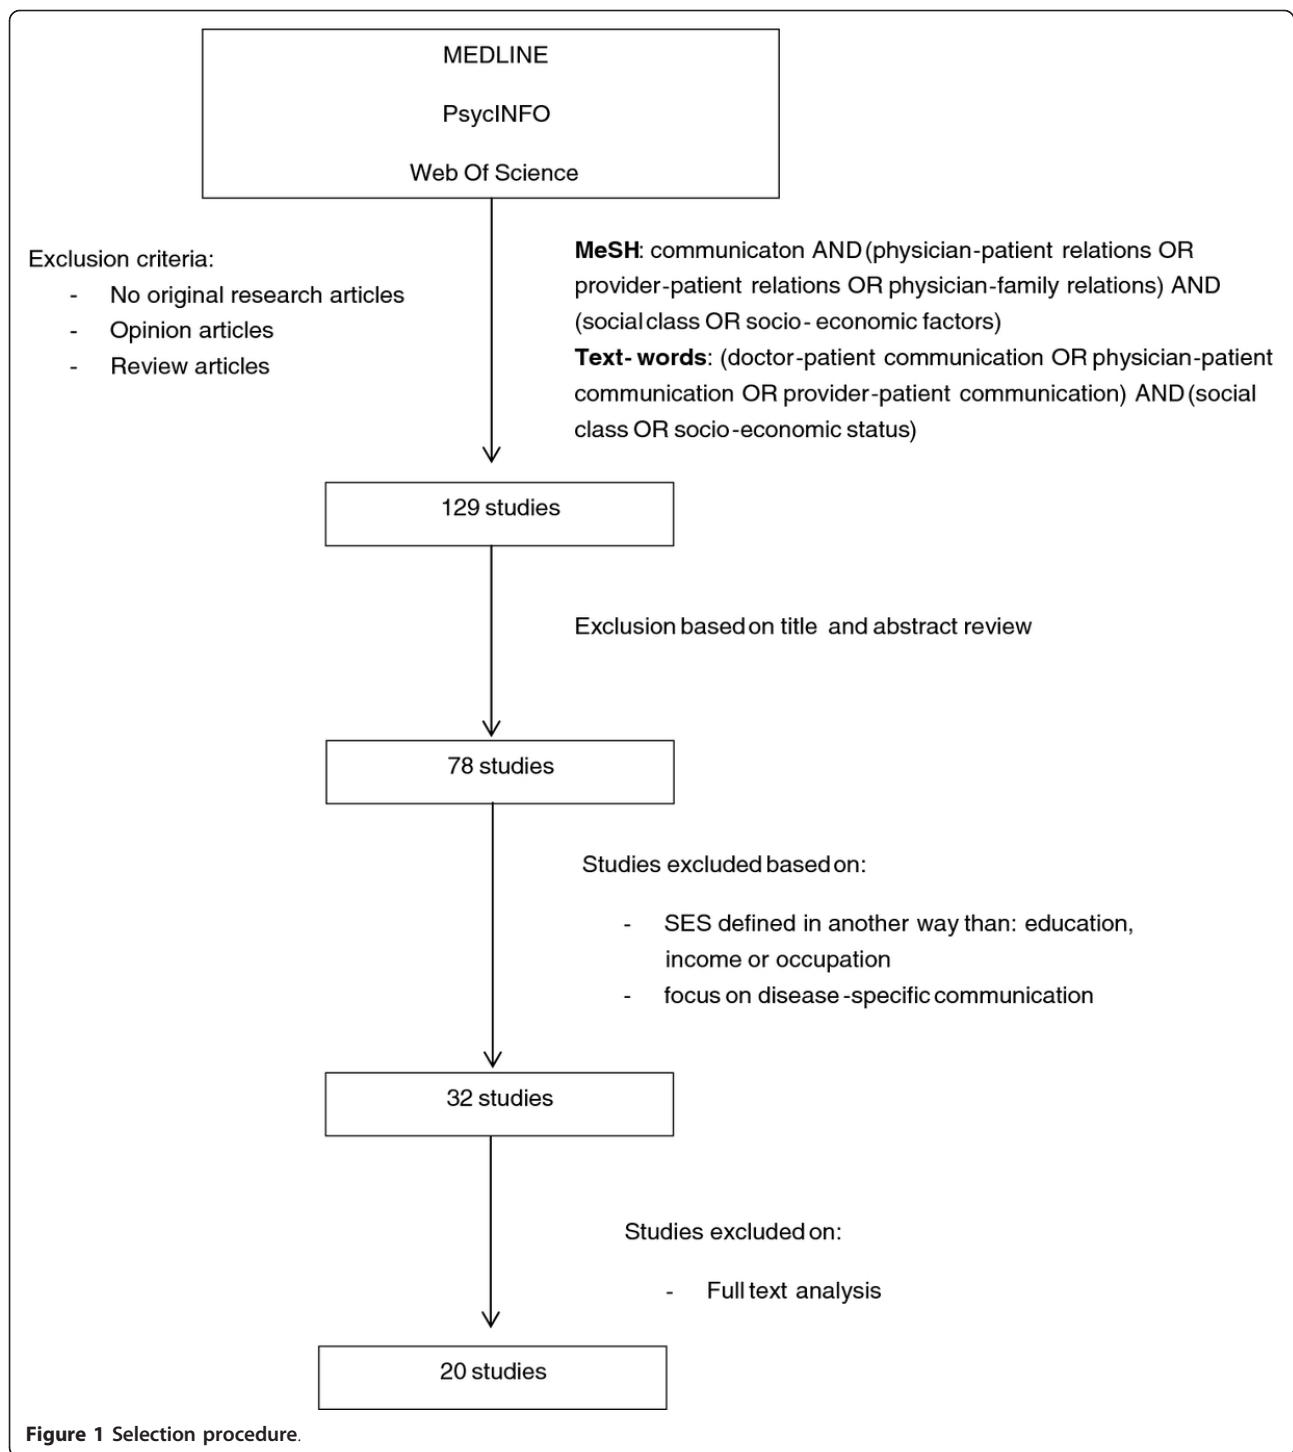 MEDLINE
PsycINFO
Web Of Science
Exclusion criteria:
- No original research articles
- Opinion articles
- Review articles
MeSH: communicaton AND (physician-patient relations OR
provider-patient relations OR physician-family relations) AND
(social class OR socio- economic factors)
Text- words: (doctor-patient communication OR physician-patient
communication OR provider-patient communication) AND (social
class OR socio-economic status)
129 studies
Exclusion based on title and abstract review
78 studies
Studies excluded based on:
- SES defined in another way than: education,
income or occupation
- focus on disease -specific communication
32 studies
Studies excluded on:
- Full text analysis
20 studies
Figure 1 Selection procedure.